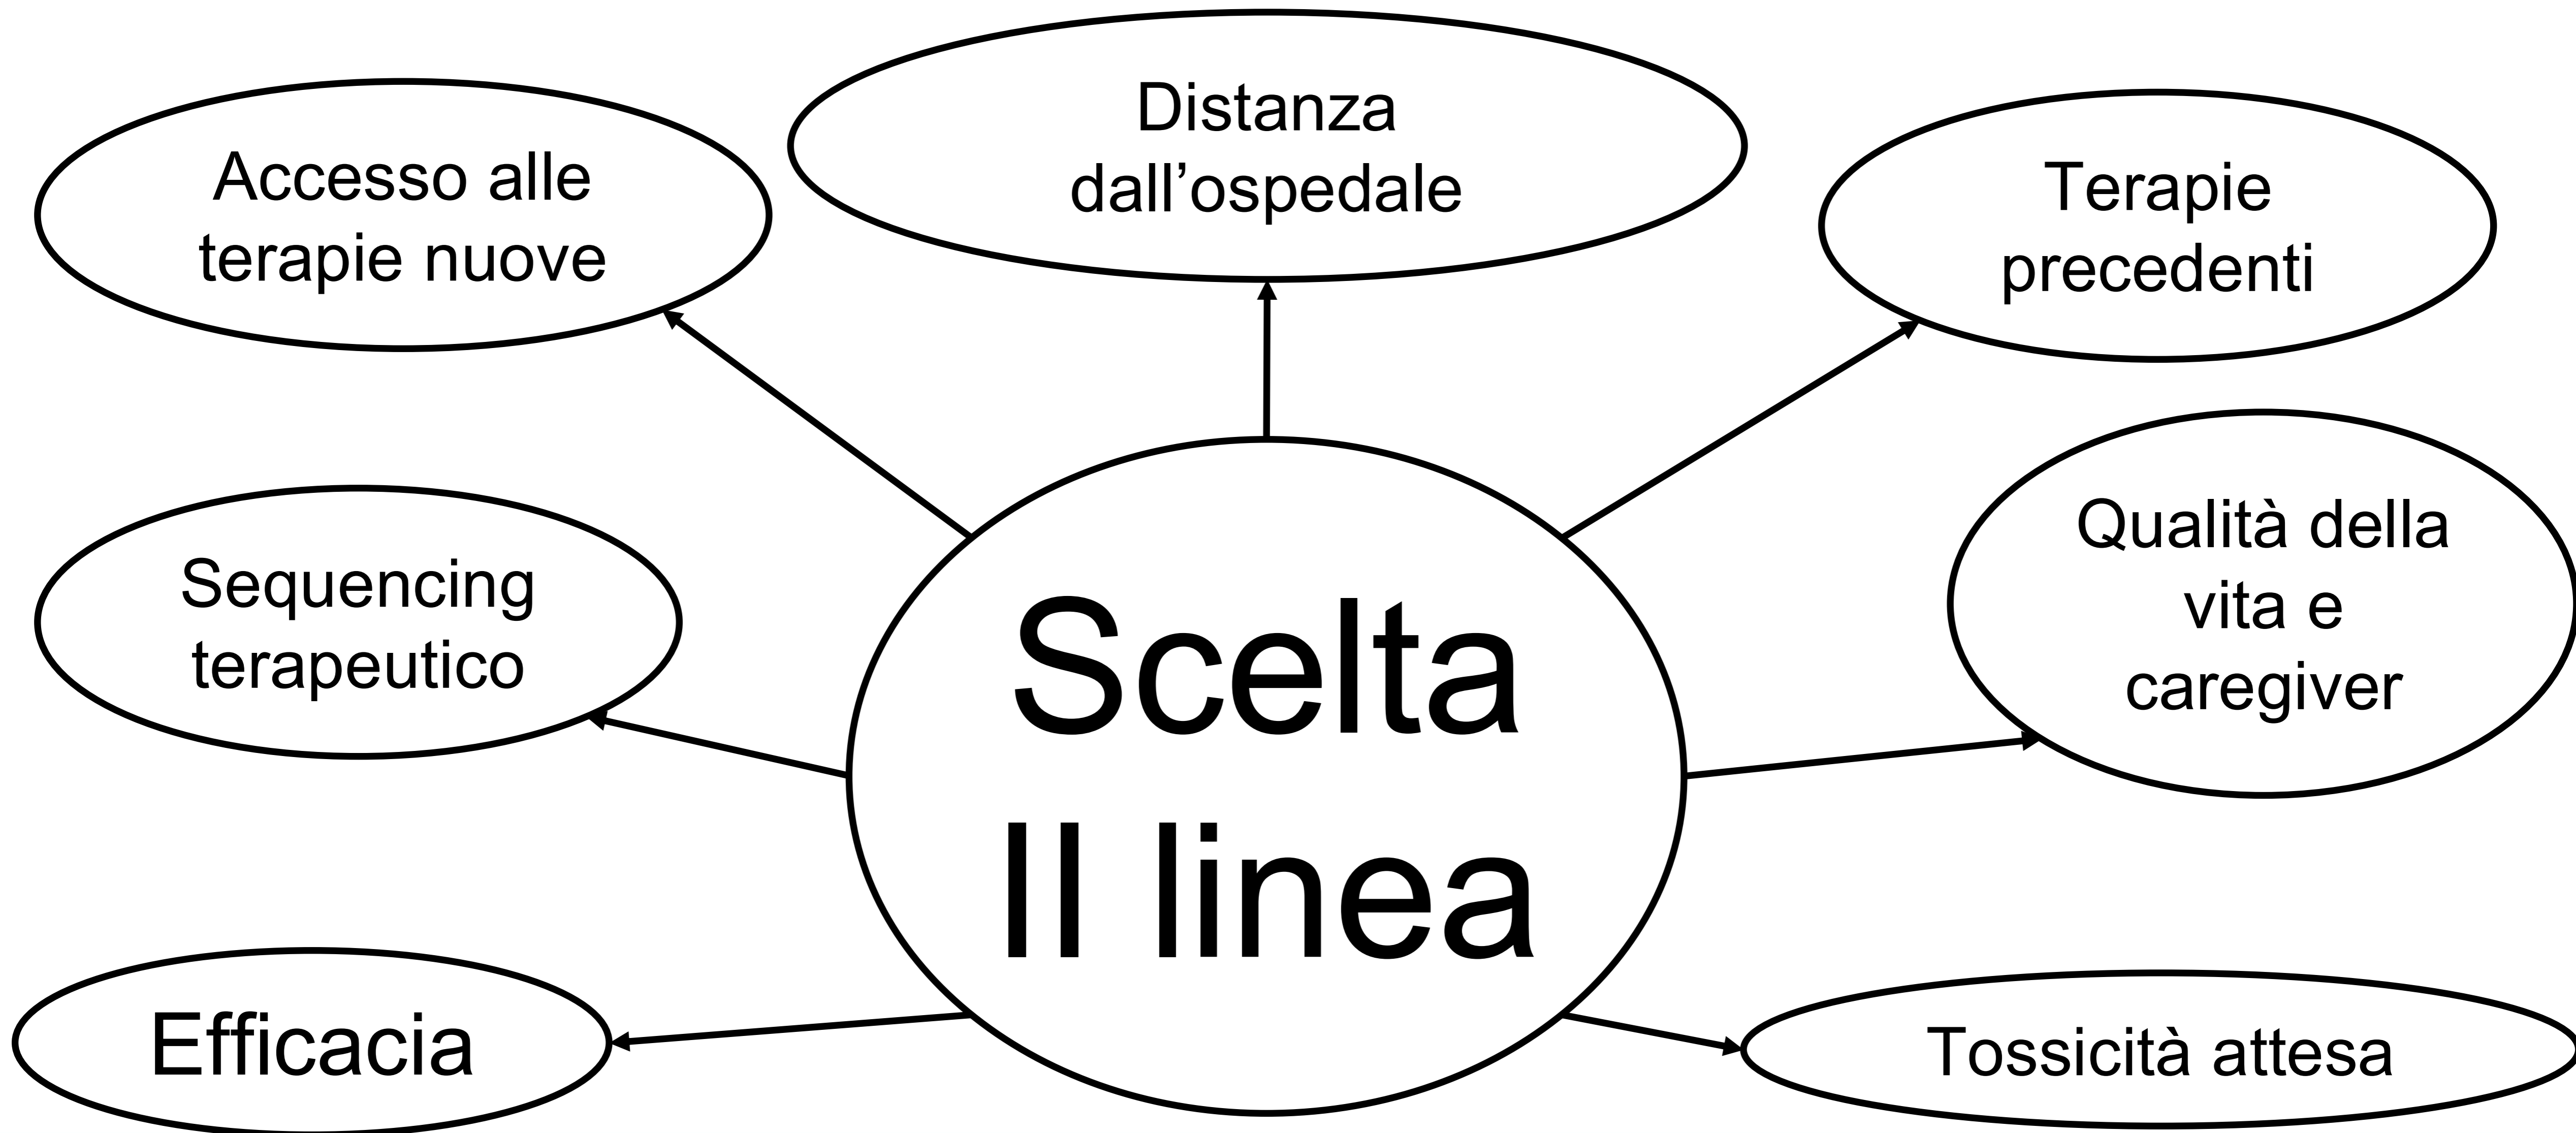 Distanza
dall’ospedale
Accesso alle
terapie nuove
Terapie
precedenti
Sequencing
terapeutico
Qualità della
vita e
caregiver
Scelta
II linea
Efficacia
Tossicità attesa